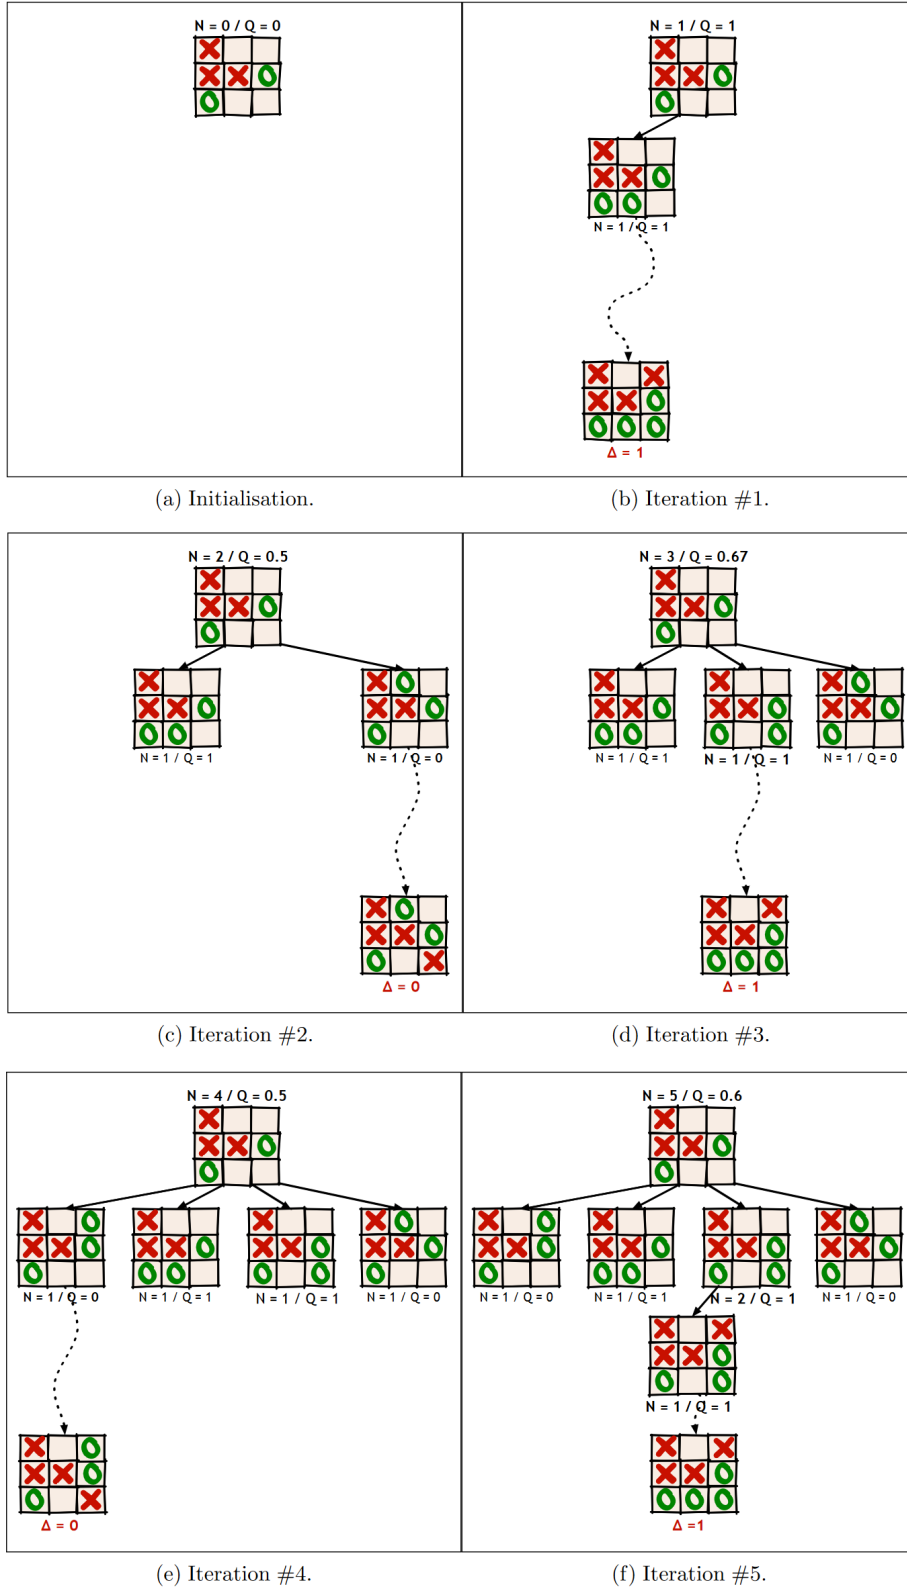 N = 0 / Q = 0
X
X X O
O
(a) Initialisation.
N = 1 / Q = 1
X
X X O
O
X
X X O
O O
N = 1 / Q = 1
X X
X X O
O O O
Δ = 1
(b) Iteration #1.
N = 2 / Q = 0.5
X
X X O
O
X
X X O
O O
N = 1 / Q = 1
X O
X X O
O
N = 1 / Q = 0
X O
X X O
O X
Δ = 0
(c) Iteration #2.
N = 3 / Q = 0.67
X
X X O
O
X
X X O
O O
N = 1 / Q = 1
X
X X O
O O
N = 1 / Q = 1
X O
X X O
O
N = 1 / Q = 0
X X
X X O
O O O
Δ = 1
(d) Iteration #3.
N = 4 / Q = 0.5
X
X X O
O
X O
X X O
O
N = 1 / Q = 0
X
X X O
O O
N = 1 / Q = 1
X
X X O
O O
N = 1 / Q = 1
X O
X X O
O
N = 1 / Q = 0
X O
X X O
O X
Δ = 0
(e) Iteration #4.
N = 5 / Q = 0.6
X
X X O
O
X O
X X O
O
N = 1 / Q = 0
X
X X O
O O
N = 1 / Q = 1
X
X X O
O O
N = 2 / Q = 1
X O
X X O
O
N = 1 / Q = 0
X X
X X O
O O
N = 1 / Q = 1
X X
X X O
O O O
Δ =1
(f) Iteration #5.